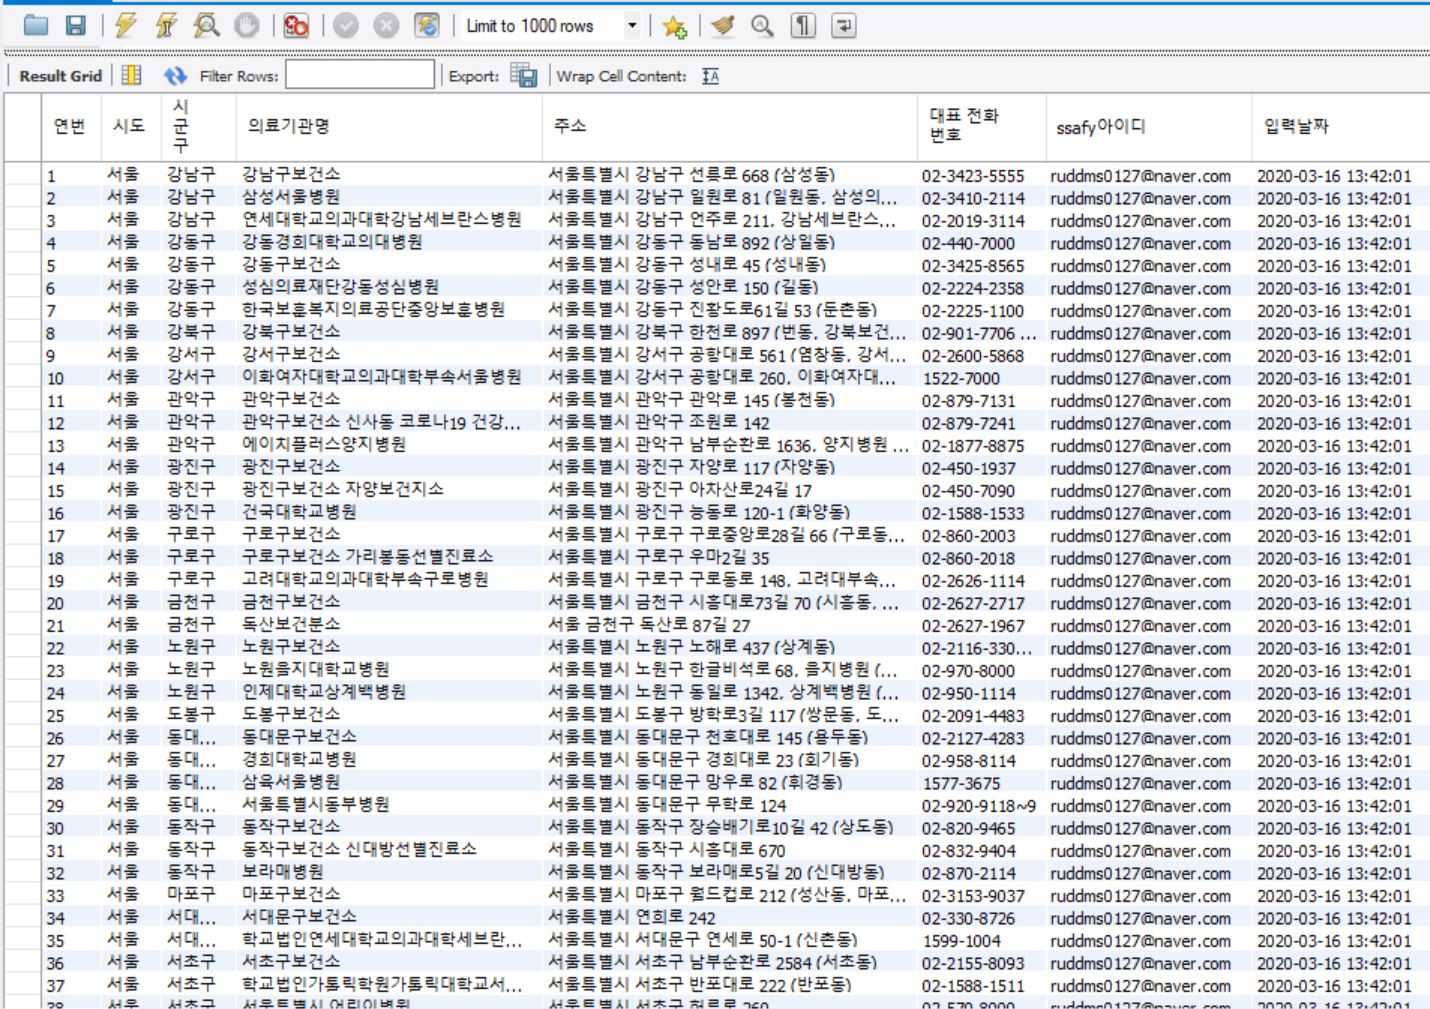 Limit to 1000 rows
Result Grid Filter Rows: Export: Wrap Cell Content:
연번 시도 시군구 의료기관명 주소 대표 전화번호 ssafy아이디 입력날짜
1 서울 강남구 강남구보건소 서울특별시 강남구 선릉로 668 (삼성동) 02-3423-5555 ruddms0127@naver.com 2020-03-16 13:42:01
2 서울 강남구 삼성서울병원 서울특별시 강남구 일원로 81 (일원동, 삼성의... 02-3410-2114 ruddms0127@naver.com 2020-03-16 13:42:01
3 서울 강남구 연세대학교의과대학강남세브란스병원 서울특별시 강남구 언주로 211, 강남세브란스... 02-2019-3114 ruddms0127@naver.com 2020-03-16 13:42:01
4 서울 강동구 강동경희대학교의대병원 서울특별시 강동구 동남로 892 (상일동) 02-440-7000 ruddms0127@naver.com 2020-03-16 13:42:01
5 서울 강동구 강동구보건소 서울특별시 강동구 성내로 45 (성내동) 02-3425-8565 ruddms0127@naver.com 2020-03-16 13:42:01
6 서울 강동구 성심의료재단강동성심병원 서울특별시 강동구 성안로 150 (길동) 02-2224-2358 ruddms0127@naver.com 2020-03-16 13:42:01
7 서울 강동구 한국보훈복지의료공단중앙보훈병원 서울특별시 강동구 진황도로61길 53 (둔촌동) 02-2225-1100 ruddms0127@naver.com 2020-03-16 13:42:01
8 서울 강북구 강북구보건소 서울특별시 강북구 한천로 897 (번동, 강북보건... 02-901-7706 ... ruddms0127@naver.com 2020-03-16 13:42:01
9 서울 강서구 강서구보건소 서울특별시 강서구 공항대로 561 (염창동, 강서... 02-2600-5868 ruddms0127@naver.com 2020-03-16 13:42:01
10 서울 강서구 이화여자대학교의과대학부속서울병원 서울특별시 강서구 공항대로 260, 이화여자대... 1522-7000 ruddms0127@naver.com 2020-03-16 13:42:01
11 서울 관악구 관악구보건소 서울특별시 관악구 관악로 145 (봉천동) 02-879-7131 ruddms0127@naver.com 2020-03-16 13:42:01
12 서울 관악구 관악구보건소 신사동 코로나19 건강... 서울특별시 관악구 조원로 142 02-879-7241 ruddms0127@naver.com 2020-03-16 13:42:01
13 서울 관악구 에이치플러스양지병원 서울특별시 관악구 남부순환로 1636, 양지병원 ... 02-1877-8875 ruddms0127@naver.com 2020-03-16 13:42:01
14 서울 광진구 광진구보건소 서울특별시 광진구 자양로 117 (자양동) 02-450-1937 ruddms0127@naver.com 2020-03-16 13:42:01
15 서울 광진구 광진구보건소 자양보건지소 서울특별시 광진구 아차산로24길 17 02-450-7090 ruddms0127@naver.com 2020-03-16 13:42:01
16 서울 광진구 건국대학교병원 서울특별시 광진구 능동로 120-1 (화양동) 02-1588-1533 ruddms0127@naver.com 2020-03-16 13:42:01
17 서울 구로구 구로구보건소 서울특별시 구로구 구로중앙로28길 66 (구로동... 02-860-2003 ruddms0127@naver.com 2020-03-16 13:42:01
18 서울 구로구 구로구보건소 가리봉동선별진료소 서울특별시 구로구 우마2길 35 02-860-2018 ruddms0127@naver.com 2020-03-16 13:42:01
19 서울 구로구 고려대학교의과대학부속구로병원 서울특별시 구로구 구로동로 148, 고려대부속... 02-2626-1114 ruddms0127@naver.com 2020-03-16 13:42:01
20 서울 금천구 금천구보건소 서울특별시 금천구 시흥대로73길 70 (시흥동, ... 02-2627-2717 ruddms0127@naver.com 2020-03-16 13:42:01
21 서울 금천구 독산보건분소 서울 금천구 독산로 87길 27 02-2627-1967 ruddms0127@naver.com 2020-03-16 13:42:01
22 서울 노원구 노원구보건소 서울특별시 노원구 노해로 437 (상계동) 02-2116-330... ruddms0127@naver.com 2020-03-16 13:42:01
23 서울 노원구 노원을지대학교병원 서울특별시 노원구 한글비석로 68, 을지병원 (... 02-970-8000 ruddms0127@naver.com 2020-03-16 13:42:01
24 서울 노원구 인제대학교상계백병원 서울특별시 노원구 동일로 1342, 상계백병원 (... 02-950-1114 ruddms0127@naver.com 2020-03-16 13:42:01
25 서울 도봉구 도봉구보건소 서울특별시 도봉구 방학로3길 117 (쌍문동, 도... 02-2091-4483 ruddms0127@naver.com 2020-03-16 13:42:01
26 서울 동대... 동대문구보건소 서울특별시 동대문구 천호대로 145 (용두동) 02-2127-4283 ruddms0127@naver.com 2020-03-16 13:42:01
27 서울 동대... 경희대학교병원 서울특별시 동대문구 경희대로 23 (회기동) 02-958-8114 ruddms0127@naver.com 2020-03-16 13:42:01
28 서울 동대... 삼육서울병원 서울특별시 동대문구 망우로 82 (휘경동) 1577-3675 ruddms0127@naver.com 2020-03-16 13:42:01
29 서울 동대... 서울특별시동부병원 서울특별시 동대문구 무학로 124 02-920-9118~9 ruddms0127@naver.com 2020-03-16 13:42:01
30 서울 동작구 동작구보건소 서울특별시 동작구 장승배기로10길 42 (상도동) 02-820-9465 ruddms0127@naver.com 2020-03-16 13:42:01
31 서울 동작구 동작구보건소 신대방선별진료소 서울특별시 동작구 시흥대로 670 02-832-9404 ruddms0127@naver.com 2020-03-16 13:42:01
32 서울 동작구 보라매병원 서울특별시 동작구 보라매로5길 20 (신대방동) 02-870-2114 ruddms0127@naver.com 2020-03-16 13:42:01
33 서울 마포구 마포구보건소 서울특별시 마포구 월드컵로 212 (성산동, 마포... 02-3153-9037 ruddms0127@naver.com 2020-03-16 13:42:01
34 서울 서대... 서대문구보건소 서울특별시 연희로 242 02-330-8726 ruddms0127@naver.com 2020-03-16 13:42:01
35 서울 서대... 학교법인연세대학교의과대학세브란... 서울특별시 서대문구 연세로 50-1 (신촌동) 1599-1004 ruddms0127@naver.com 2020-03-16 13:42:01
36 서울 서초구 서초구보건소 서울특별시 서초구 남부순환로 2584 (서초동) 02-2155-8093 ruddms0127@naver.com 2020-03-16 13:42:01
37 서울 서초구 학교법인가톨릭학원가톨릭대학교서... 서울특별시 서초구 반포대로 222 (반포동) 02-1588-1511 ruddms0127@naver.com 2020-03-16 13:42:01
38 서울 서초구 서울특별시 어린이병원 서울특별시 서초구 헌릉로 260 02-570-8000 ruddms0127@naver.com 2020-03-16 13:42:01